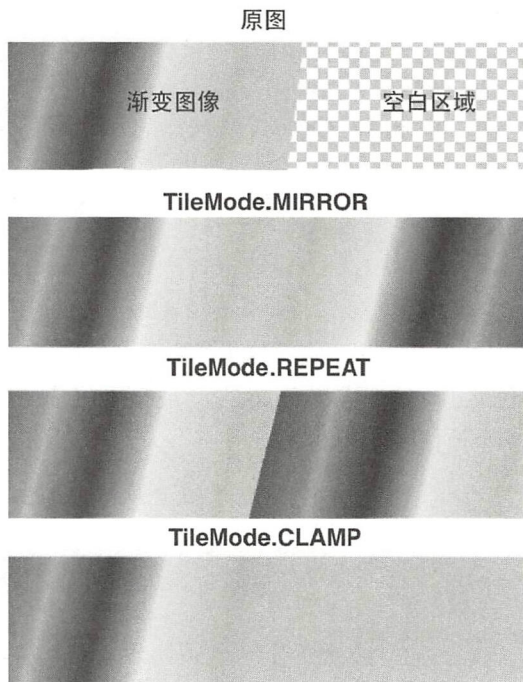 原图
渐变图像
空白区域
TileMode.MIRROR
TileMode.REPEAT
TileMode.CLAMP